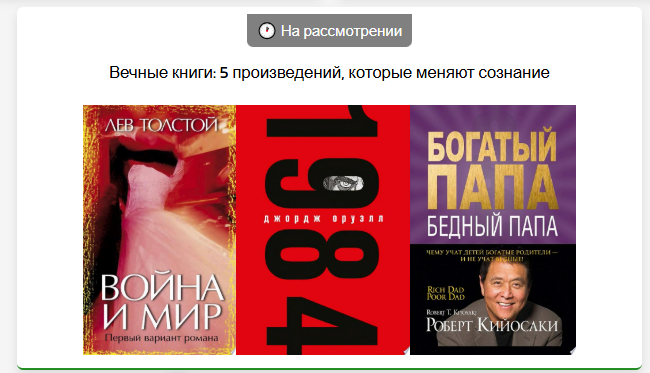 На рассмотрении
Вечные книги: 5 произведений, которые меняют сознание
ЛЕВ ТОЛСТОЙ
ВОЙНА
И МИР
Первый вариант романа
1984
джордж оруэлл
БОГАТЫЙ
ПАПА
БЕДНЫЙ ПАПА
ЧЕМУ УЧАТ ДЕТЕЙ БОГАТЫЕ РОДИТЕЛИ —
И НЕ УЧАТ БЕДНЫЕ!
RICH DAD
POOR DAD
ROBERT T. KIYOSAKI
РОБЕРТ КИЙОСАКИ